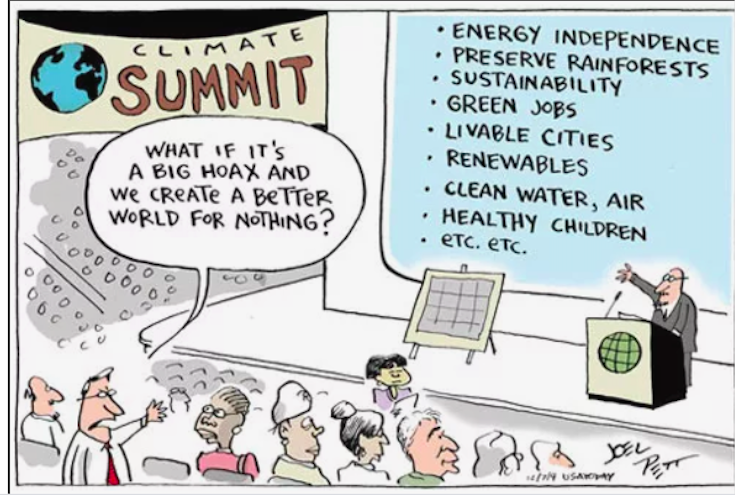 CLIMATE
SUMMIT
WHAT IF IT'S
A BIG HOAX AND
WE CREATE A BETTER
WORLD FOR NOTHING?
• ENERGY INDEPENDENCE
• PRESERVE RAINFORESTS
• SUSTAINABILITY
• GREEN JOBS
• LIVABLE CITIES
• RENEWABLES
• CLEAN WATER, AIR
• HEALTHY CHILDREN
• ETC. ETC.
JOEL
PETT
USA TODAY